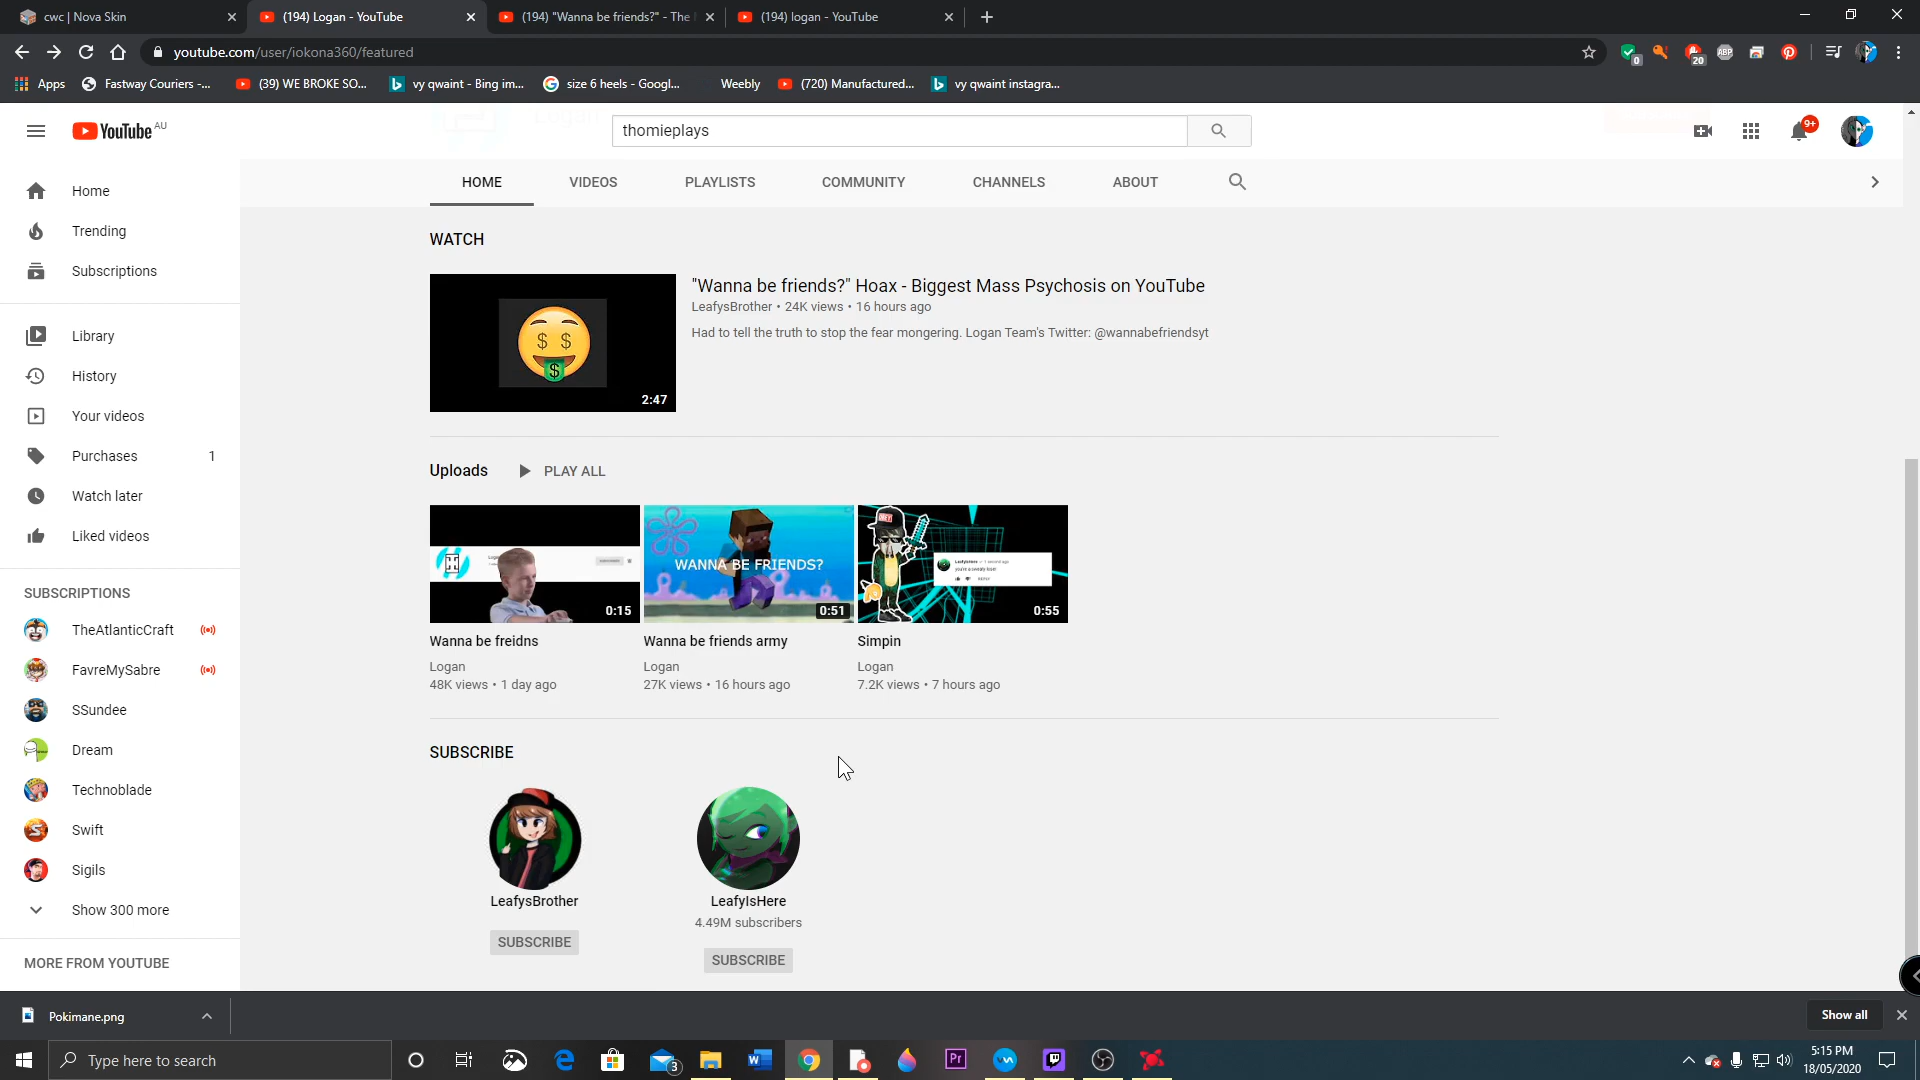 cwc | Nova Skin
(194) Logan - YouTube
(194) "Wanna be friends?" - The
(194) logan - YouTube
youtube.com/user/iokona360/featured
0
20
ABP
Apps
Fastway Couriers -...
(39) WE BROKE SO...
vy qwaint - Bing im...
size 6 heels - Googl...
Weebly
(720) Manufactured...
vy qwaint instagra...
YouTube AU
thomieplays
9+
HOME
VIDEOS
PLAYLISTS
COMMUNITY
CHANNELS
ABOUT
Home
Trending
Subscriptions
Library
History
Your videos
Purchases 1
Watch later
Liked videos
SUBSCRIPTIONS
TheAtlanticCraft
FavreMySabre
SSundee
Dream
Technoblade
Swift
Sigils
Show 300 more
MORE FROM YOUTUBE
WATCH
2:47
"Wanna be friends?" Hoax - Biggest Mass Psychosis on YouTube
LeafysBrother • 24K views • 16 hours ago
Had to tell the truth to stop the fear mongering. Logan Team's Twitter: @wannabefriendsyt
Uploads
PLAY ALL
0:15
WANNA BE FRIENDS?
0:51
OBEY
0:55
Wanna be freidns
Logan
48K views • 1 day ago
Wanna be friends army
Logan
27K views • 16 hours ago
Simpin
Logan
7.2K views • 7 hours ago
SUBSCRIBE
LeafysBrother
SUBSCRIBE
LeafyIsHere
4.49M subscribers
SUBSCRIBE
Pokimane.png
Show all
Type here to search
3
Pr
5:15 PM
18/05/2020